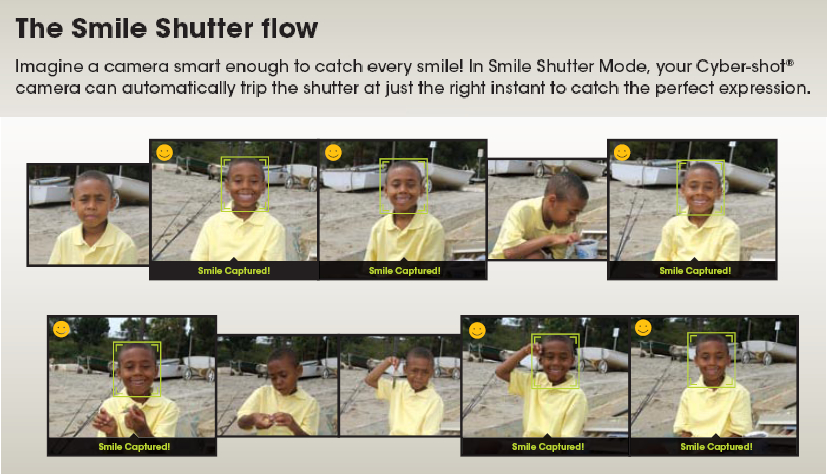 The Smile Shutter flow
Imagine a camera smart enough to catch every smile! In Smile Shutter Mode, your Cyber-shot®
camera can automatically trip the shutter at just the right instant to catch the perfect expression.
Smile Captured!
Smile Captured!
Smile Captured!
Smile Captured!
Smile Captured!
Smile Captured!